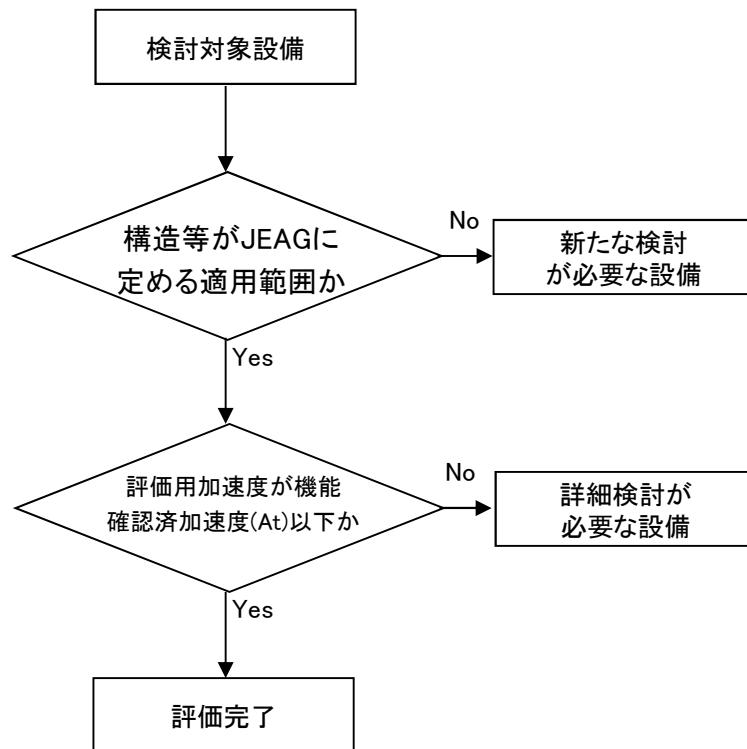 検討対象設備
構造等がJEAGに
定める適用範囲か
No
新たな検討
が必要な設備
Yes
評価用加速度が機能
確認済加速度(At)以下か
No
詳細検討が
必要な設備
Yes
評価完了